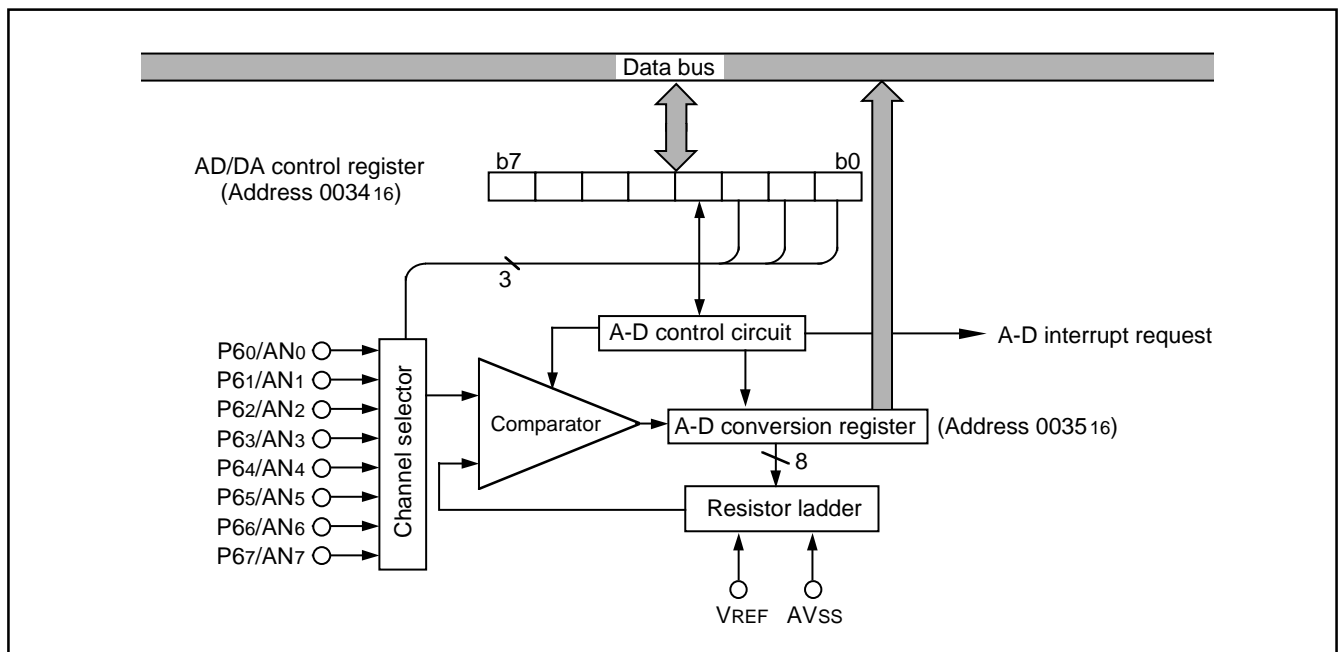 Data bus
AD/DA control register
(Address 003416)
b7
b0
3
A-D control circuit
A-D interrupt request
P60/AN0
P61/AN1
P62/AN2
P63/AN3
P64/AN4
P65/AN5
P66/AN6
P67/AN7
Channel selector
Comparator
A-D conversion register
(Address 003516)
8
Resistor ladder
VREF
AVSS